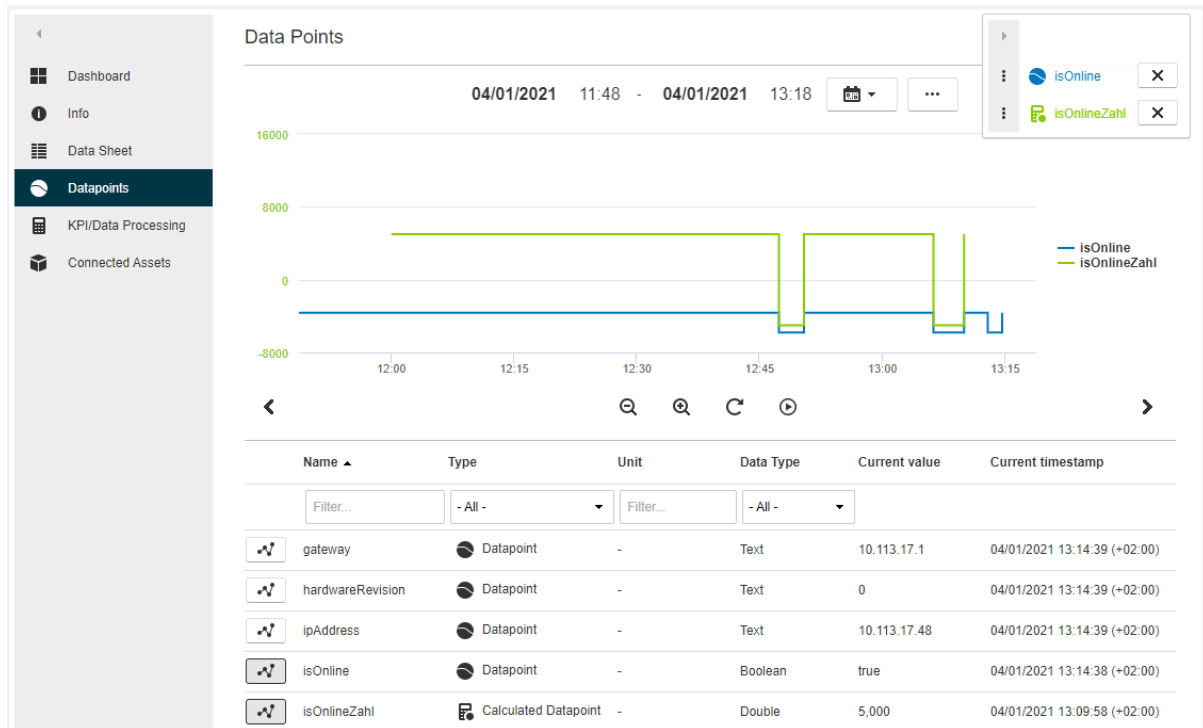 Data Points
Dashboard
Info
Data Sheet
Datapoints
KPI/Data Processing
Connected Assets
04/01/2021 11:48 - 04/01/2021 13:18
isOnline
isOnlineZahl
16000
8000
0
-8000
12:00 12:15 12:30 12:45 13:00 13:15
isOnline
isOnlineZahl
Name Type Unit Data Type Current value Current timestamp
Filter... - All - Filter... - All -
gateway Datapoint - Text 10.113.17.1 04/01/2021 13:14:39 (+02:00)
hardwareRevision Datapoint - Text 0 04/01/2021 13:14:39 (+02:00)
ipAddress Datapoint - Text 10.113.17.48 04/01/2021 13:14:39 (+02:00)
isOnline Datapoint - Boolean true 04/01/2021 13:14:38 (+02:00)
isOnlineZahl Calculated Datapoint - Double 5,000 04/01/2021 13:09:58 (+02:00)